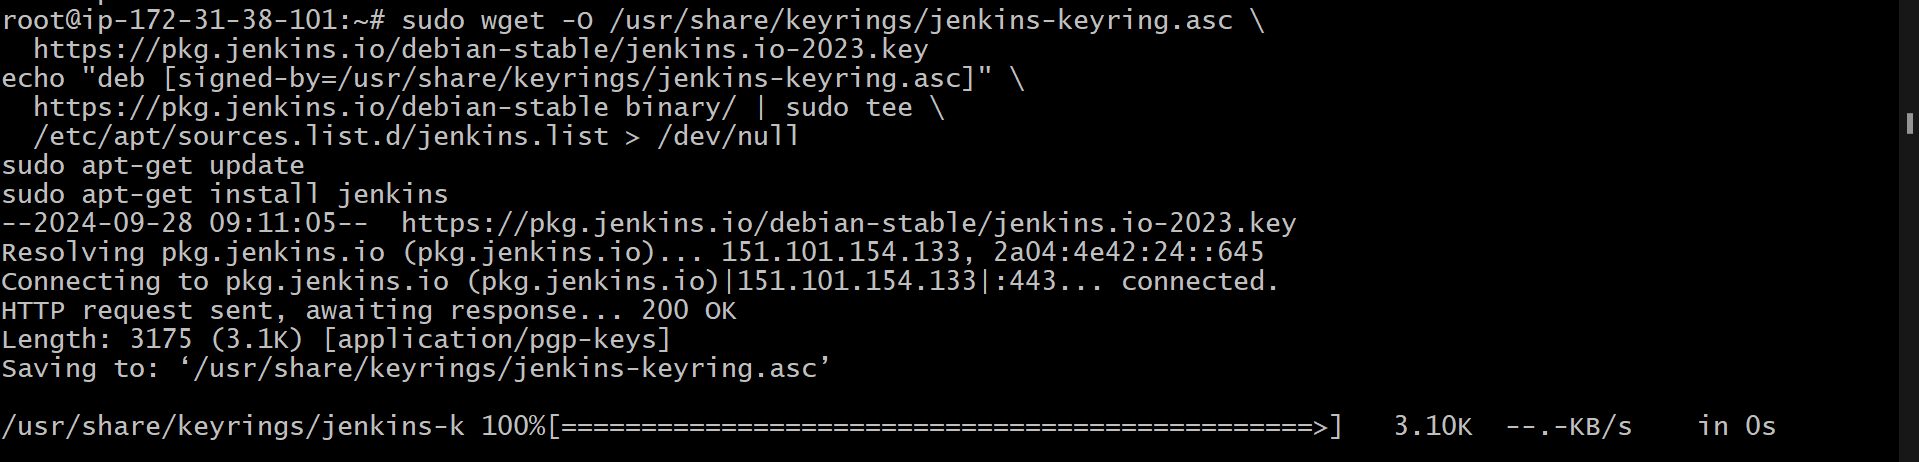 root@ip-172-31-38-101:~# sudo wget -O /usr/share/keyrings/jenkins-keyring.asc \
  https://pkg.jenkins.io/debian-stable/jenkins.io-2023.key
echo "deb [signed-by=/usr/share/keyrings/jenkins-keyring.asc]" \
  https://pkg.jenkins.io/debian-stable binary/ | sudo tee \
  /etc/apt/sources.list.d/jenkins.list > /dev/null
sudo apt-get update
sudo apt-get install jenkins
--2024-09-28 09:11:05--  https://pkg.jenkins.io/debian-stable/jenkins.io-2023.key
Resolving pkg.jenkins.io (pkg.jenkins.io)... 151.101.154.133, 2a04:4e42:24::645
Connecting to pkg.jenkins.io (pkg.jenkins.io)|151.101.154.133|:443... connected.
HTTP request sent, awaiting response... 200 OK
Length: 3175 (3.1K) [application/pgp-keys]
Saving to: ‘/usr/share/keyrings/jenkins-keyring.asc’
/usr/share/keyrings/jenkins-k 100%[===============================================>]   3.10K  --.-KB/s    in 0s